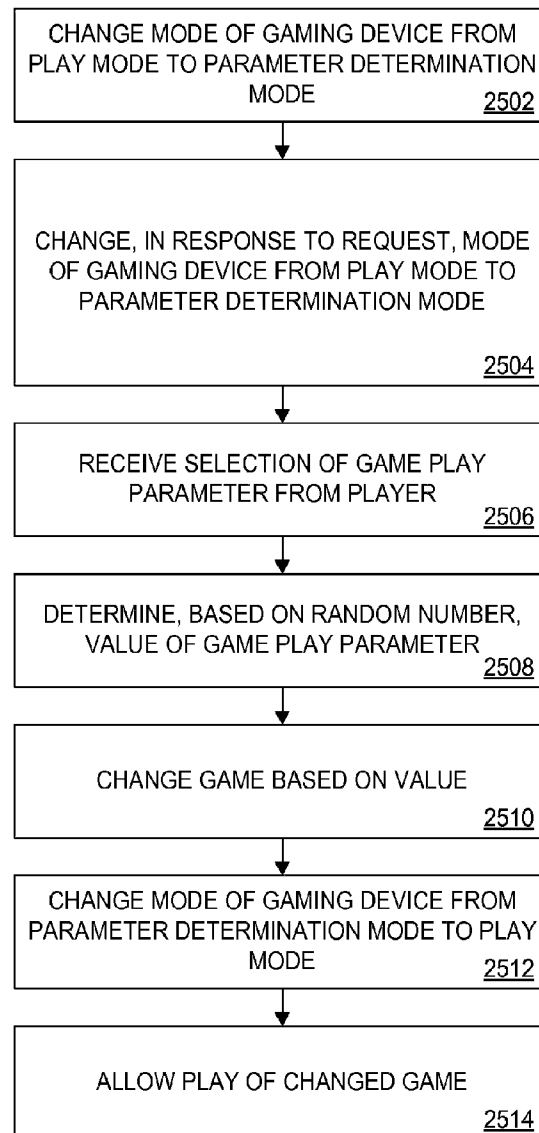 CHANGE MODE OF GAMING DEVICE FROM
PLAY MODE TO PARAMETER DETERMINATION
MODE
2502
CHANGE, IN RESPONSE TO REQUEST, MODE
OF GAMING DEVICE FROM PLAY MODE TO
PARAMETER DETERMINATION MODE
2504
RECEIVE SELECTION OF GAME PLAY
PARAMETER FROM PLAYER
2506
DETERMINE, BASED ON RANDOM NUMBER,
VALUE OF GAME PLAY PARAMETER
2508
CHANGE GAME BASED ON VALUE
2510
CHANGE MODE OF GAMING DEVICE FROM
PARAMETER DETERMINATION MODE TO PLAY
MODE
2512
ALLOW PLAY OF CHANGED GAME
2514